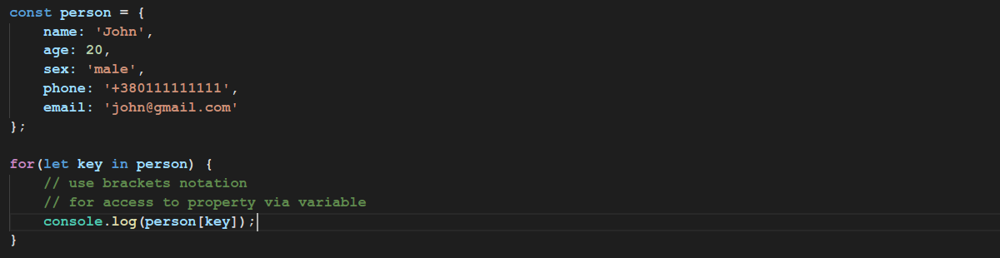 const person = {
    name: 'John',
    age: 20,
    sex: 'male',
    phone: '+380111111111',
    email: 'john@gmail.com'
};

for(let key in person) {
    // use brackets notation
    // for access to property via variable
    console.log(person[key]);
}